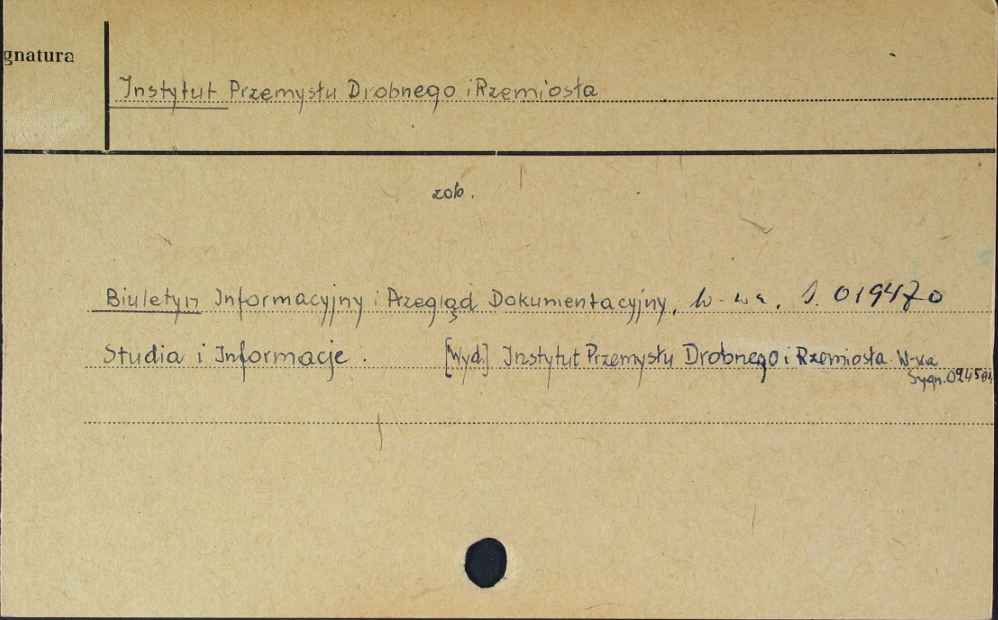 gnatura
Instytut Przemysłu Drobnego i Rzemiosła
zob.
Biuletyn Informacyjny i Przegląd Dokumentacyjny, W-wa, S. 019470
Studia i Informacje. [Wyd.] Instytut Przemysłu Drobnego i Rzemiosła W-wa
Sygn.